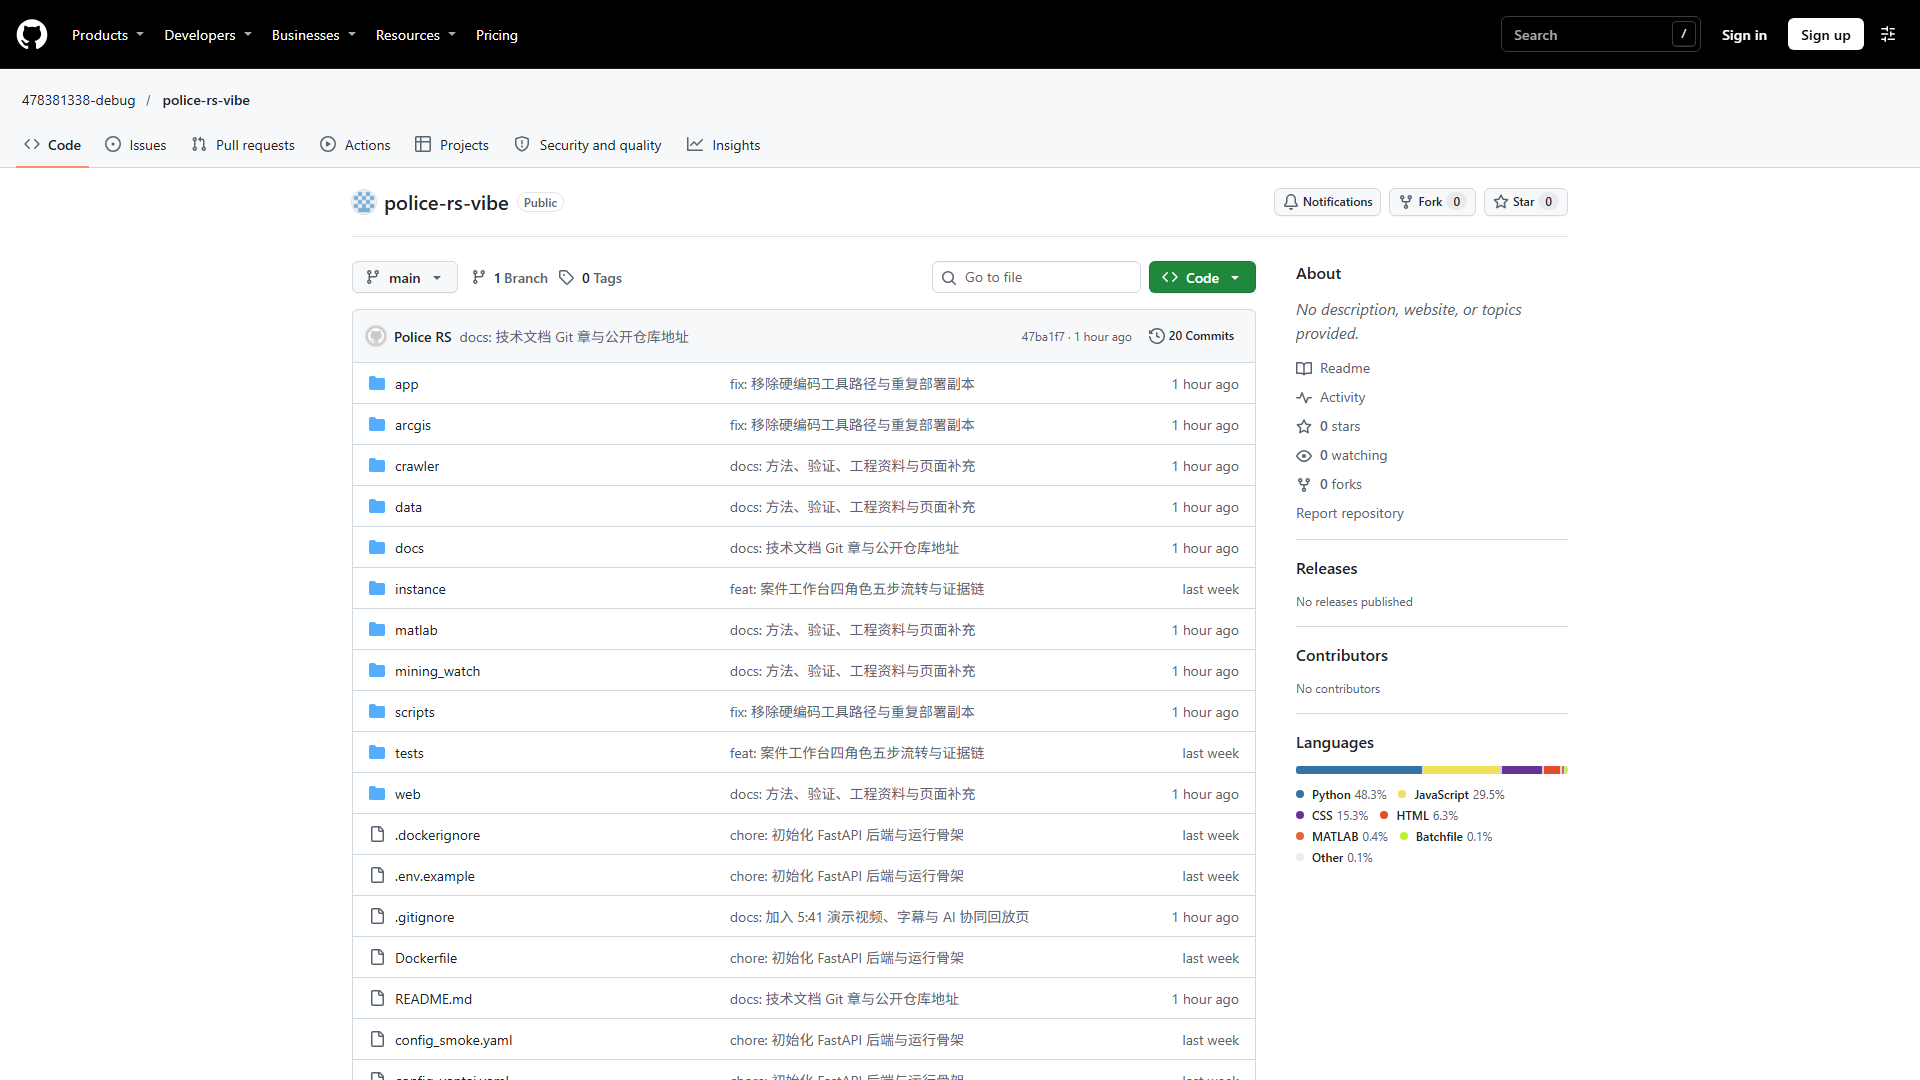 Products Developers Businesses Resources Pricing Search / Sign in Sign up
478381338-debug / police-rs-vibe
Code Issues Pull requests Actions Projects Security and quality Insights
police-rs-vibe Public Notifications Fork 0 Star 0
main 1 Branch 0 Tags Go to file Code
Police RS docs: 技术文档 Git 章与公开仓库地址 47ba1f7 · 1 hour ago 20 Commits
app fix: 移除硬编码工具路径与重复部署副本 1 hour ago
arcgis fix: 移除硬编码工具路径与重复部署副本 1 hour ago
crawler docs: 方法、验证、工程资料与页面补充 1 hour ago
data docs: 方法、验证、工程资料与页面补充 1 hour ago
docs docs: 技术文档 Git 章与公开仓库地址 1 hour ago
instance feat: 案件工作台四角色五步流转与证据链 last week
matlab docs: 方法、验证、工程资料与页面补充 1 hour ago
mining_watch docs: 方法、验证、工程资料与页面补充 1 hour ago
scripts fix: 移除硬编码工具路径与重复部署副本 1 hour ago
tests feat: 案件工作台四角色五步流转与证据链 last week
web docs: 方法、验证、工程资料与页面补充 1 hour ago
.dockerignore chore: 初始化 FastAPI 后端与运行骨架 last week
.env.example chore: 初始化 FastAPI 后端与运行骨架 last week
.gitignore docs: 加入 5:41 演示视频、字幕与 AI 协同回放页 1 hour ago
Dockerfile chore: 初始化 FastAPI 后端与运行骨架 last week
README.md docs: 技术文档 Git 章与公开仓库地址 1 hour ago
config_smoke.yaml chore: 初始化 FastAPI 后端与运行骨架 last week
chore: 初始化 FastAPI 后端与运行骨架 last week
About
No description, website, or topics
provided.
Readme
Activity
0 stars
0 watching
0 forks
Report repository
Releases
No releases published
Contributors
No contributors
Languages
Python 48.3% JavaScript 29.5%
CSS 15.3% HTML 6.3%
MATLAB 0.4% Batchfile 0.1%
Other 0.1%